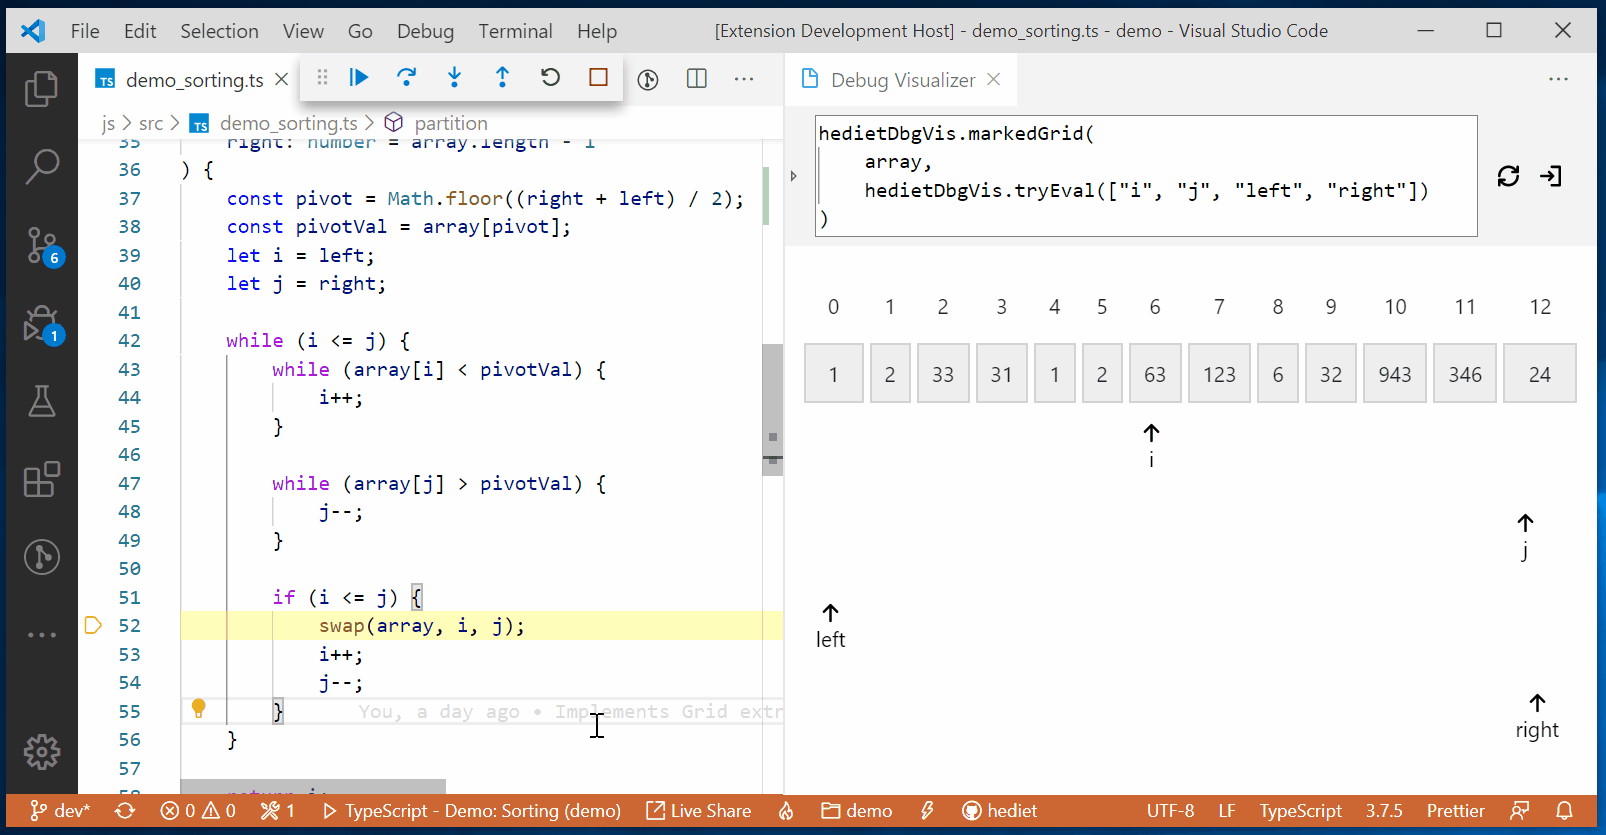 File Edit Selection View Go Debug Terminal Help
[Extension Development Host] - demo_sorting.ts - demo - Visual Studio Code
TS demo_sorting.ts
js > src > TS demo_sorting.ts > partition
35 right: number = array.length - 1
36 ) {
37 const pivot = Math.floor((right + left) / 2);
38 const pivotVal = array[pivot];
39 let i = left;
40 let j = right;
41
42 while (i <= j) {
43 while (array[i] < pivotVal) {
44 i++;
45 }
46
47 while (array[j] > pivotVal) {
48 j--;
49 }
50
51 if (i <= j) {
52 swap(array, i, j);
53 i++;
54 j--;
55 } You, a day ago • Implements Grid extr
56 }
57
58 return i;
6
1
Debug Visualizer
hedietDbgVis.markedGrid(
array,
hedietDbgVis.tryEval(["i", "j", "left", "right"])
)
0 1 2 3 4 5 6 7 8 9 10 11 12
1 2 33 31 1 2 63 123 6 32 943 346 24
i
j
left
right
dev* 0 0 1 TypeScript - Demo: Sorting (demo) Live Share demo hediet UTF-8 LF TypeScript 3.7.5 Prettier